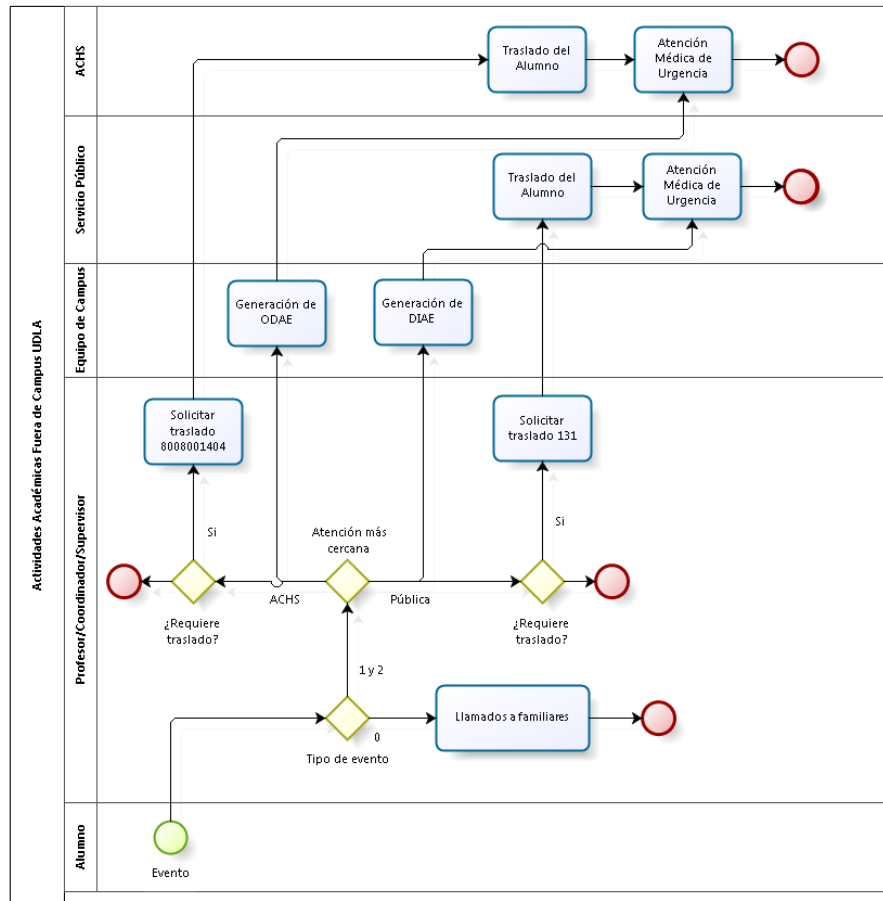 Actividades Académicas Fuera de Campus UDLA
ACHS
Traslado del
Alumno
Atención
Médica de
Urgencia
Servicio Público
Traslado del
Alumno
Atención
Médica de
Urgencia
Equipo de Campus
Generación de
ODAE
Generación de
DIAE
Profesor/Coordinador/Supervisor
Solicitar
traslado
8008001404
Solicitar
traslado 131
Si
Atención más
cercana
Si
ACHS
Pública
¿Requiere
traslado?
¿Requiere
traslado?
1 y 2
Llamados a familiares
0
Tipo de evento
Alumno
Evento